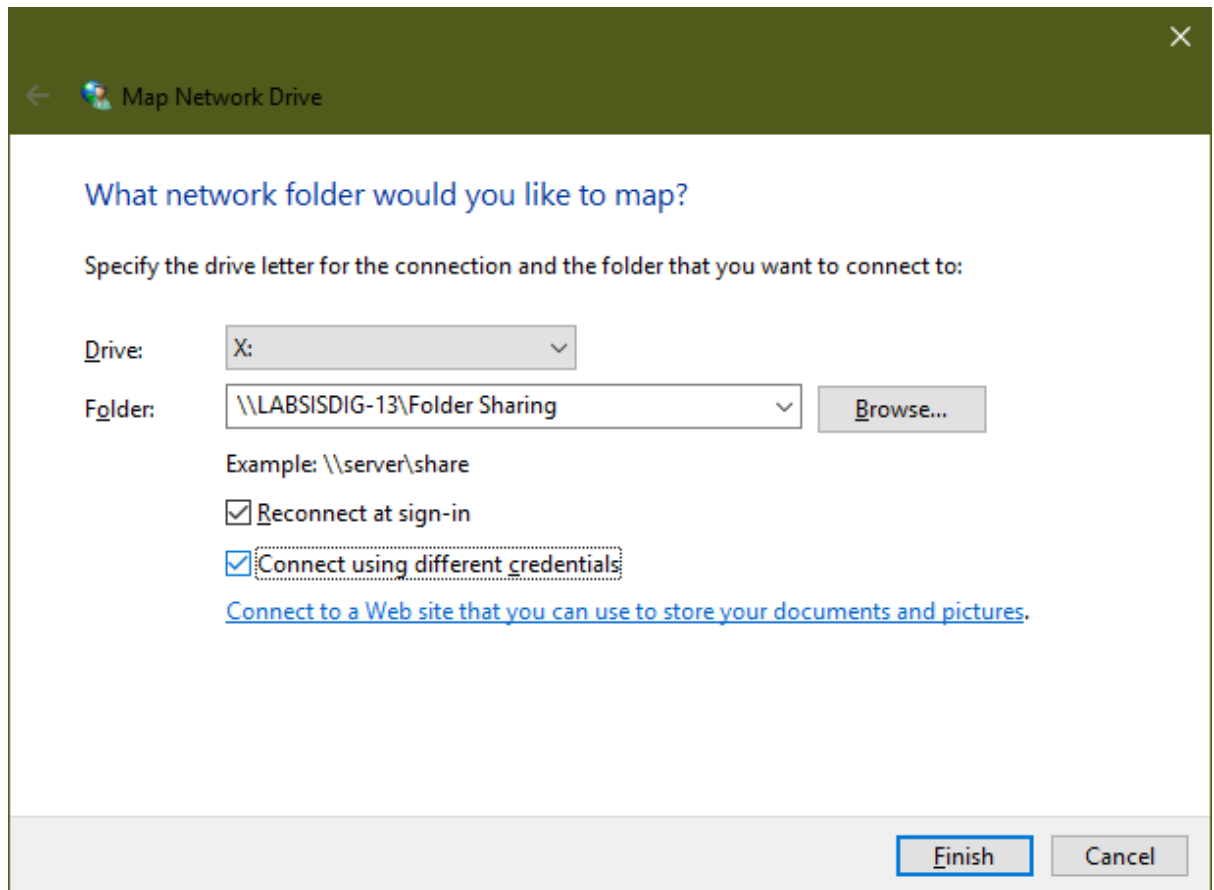 Map Network Drive
What network folder would you like to map?
Specify the drive letter for the connection and the folder that you want to connect to:
Drive: X:
Folder: \\LABSISDIG-13\Folder Sharing Browse...
Example: \\server\share
Reconnect at sign-in
Connect using different credentials
Connect to a Web site that you can use to store your documents and pictures.
Finish Cancel